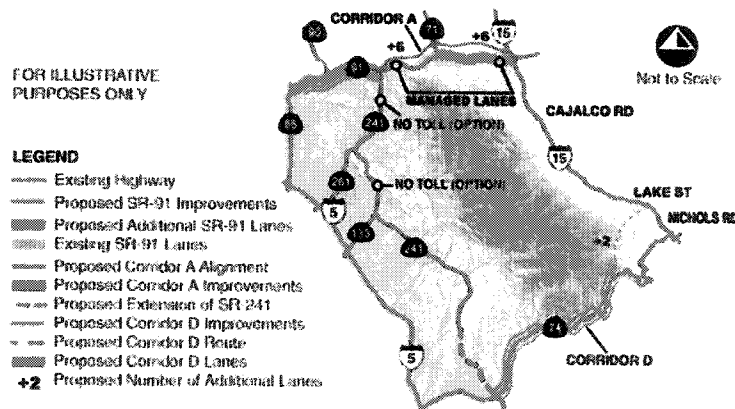 CORRIDOR A
+6
+6
15
91
FOR ILLUSTRATIVE
PURPOSES ONLY
Not to Scale
MANAGED LANES
CAJALCO RD
241
NO TOLL (OPTION)
15
LEGEND
Existing Highway
Proposed SR-91 Improvements
Proposed Additional SR-91 Lanes
Existing SR-91 Lanes
Proposed Corridor A Alignment
Proposed Corridor A Improvements
Proposed Extension of SR 241
Proposed Corridor D Improvements
Proposed Corridor D Route
Proposed Corridor D Lanes
+2 Proposed Number of Additional Lanes
NO TOLL (OPTION)
LAKE ST
NICHOLS RD
5
241
+2
5
CORRIDOR D